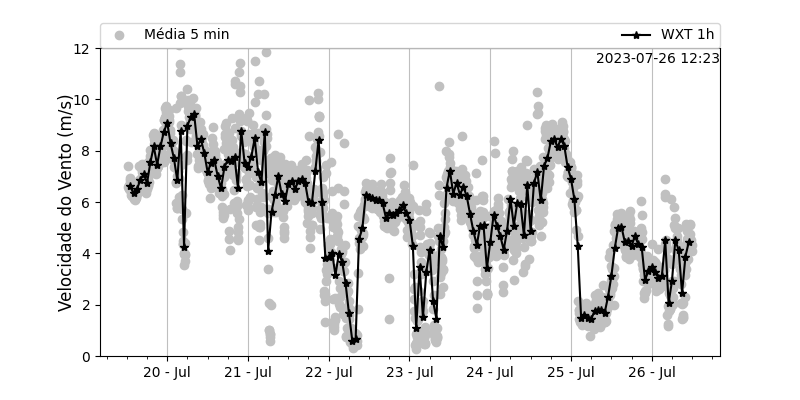 Média 5 min
WXT 1h
2023-07-26 12:23
Velocidade do Vento (m/s)
12
10
8
6
4
2
0
20 - Jul
21 - Jul
22 - Jul
23 - Jul
24 - Jul
25 - Jul
26 - Jul